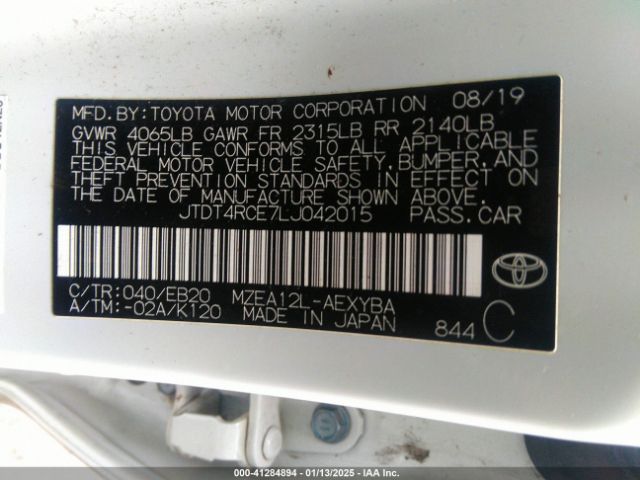 MFD.BY:TOYOTA MOTOR CORPORATION 08/19
GVWR 4065LB GAWR FR 2315LB RR 2140LB
THIS VEHICLE CONFORMS TO ALL APPLICABLE
FEDERAL MOTOR VEHICLE SAFETY, BUMPER, AND
THEFT PREVENTION STANDARDS IN EFFECT ON
THE DATE OF MANUFACTURE SHOWN ABOVE.
JTDT4RCE7LJ042015 PASS.CAR
C/TR:040/EB20 MZEA12L-AEXYBA
A/TM:-02A/K120 MADE IN JAPAN 844 C
000-41284894 | 01/13/2025 | IAA Inc.